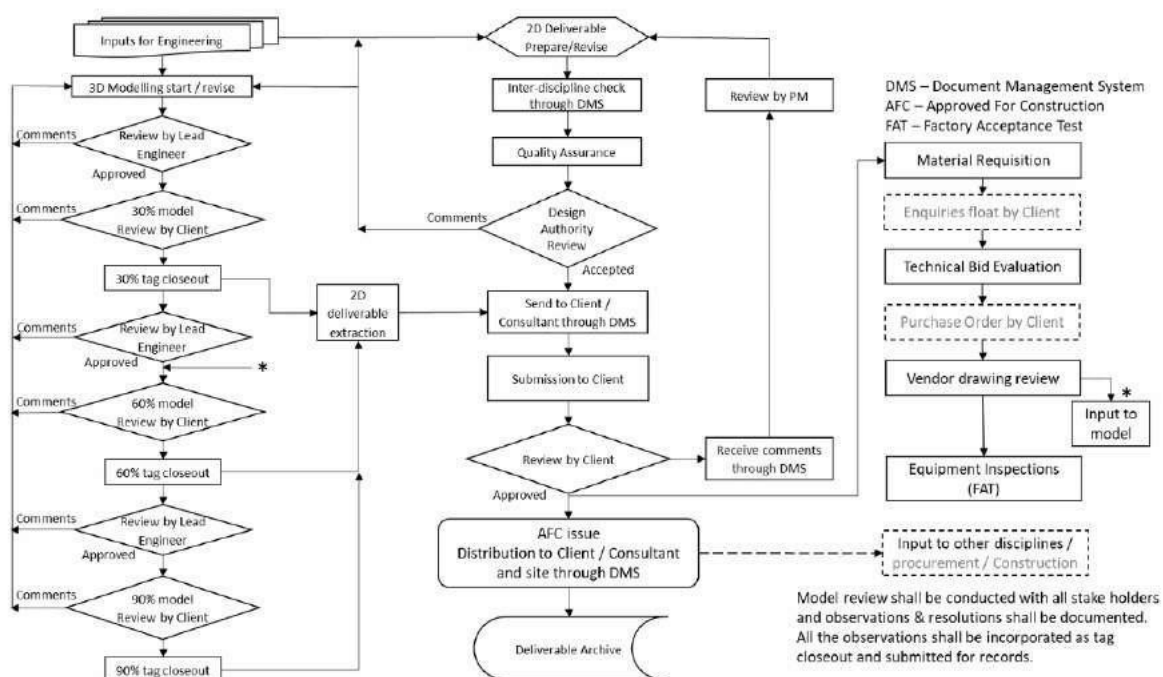 Inputs for Engineering
3D Modelling start / revise
Comments
Review by Lead
Engineer
Approved
Comments
30% model
Review by Client
30% tag closeout
Comments
Review by Lead
Engineer
Approved
*
Comments
60% model
Review by Client
60% tag closeout
Comments
Review by Lead
Engineer
Approved
Comments
90% model
Review by Client
90% tag closeout
2D
deliverable
extraction
2D Deliverable
Prepare/Revise
Inter-discipline check
through DMS
Quality Assurance
Comments
Design
Authority
Review
Accepted
Send to Client /
Consultant through DMS
Submission to Client
Review by Client
Approved
AFC issue
Distribution to Client / Consultant
and site through DMS
Deliverable Archive
Review by PM
Receive comments
through DMS
DMS – Document Management System
AFC – Approved For Construction
FAT – Factory Acceptance Test
Material Requisition
Enquiries float by Client
Technical Bid Evaluation
Purchase Order by Client
Vendor drawing review
*
Input to
model
Equipment Inspections
(FAT)
Input to other disciplines /
procurement / Construction
Model review shall be conducted with all stake holders
and observations & resolutions shall be documented.
All the observations shall be incorporated as tag
closeout and submitted for records.